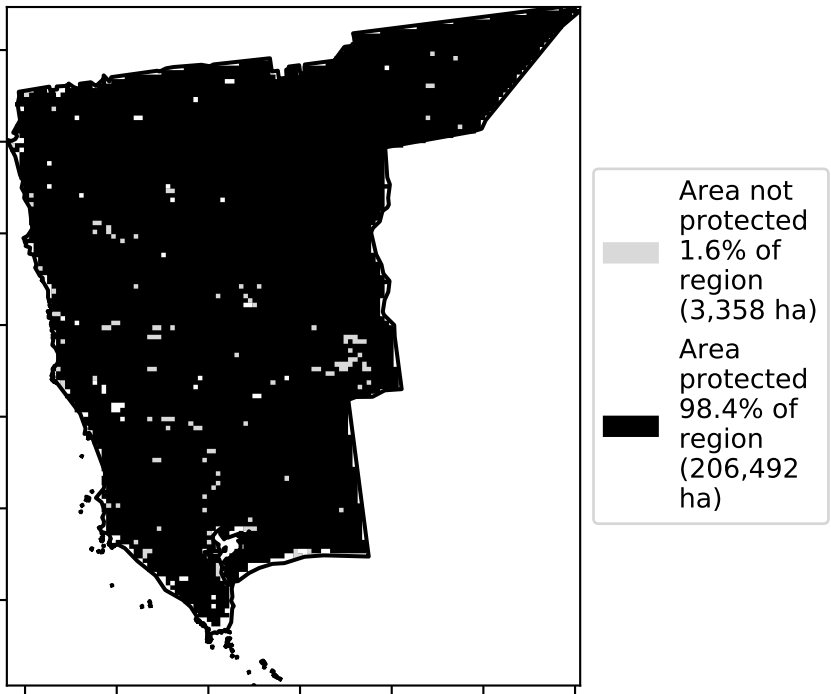 Area not
protected
1.6% of
region
(3,358 ha)
Area
protected
98.4% of
region
(206,492
ha)